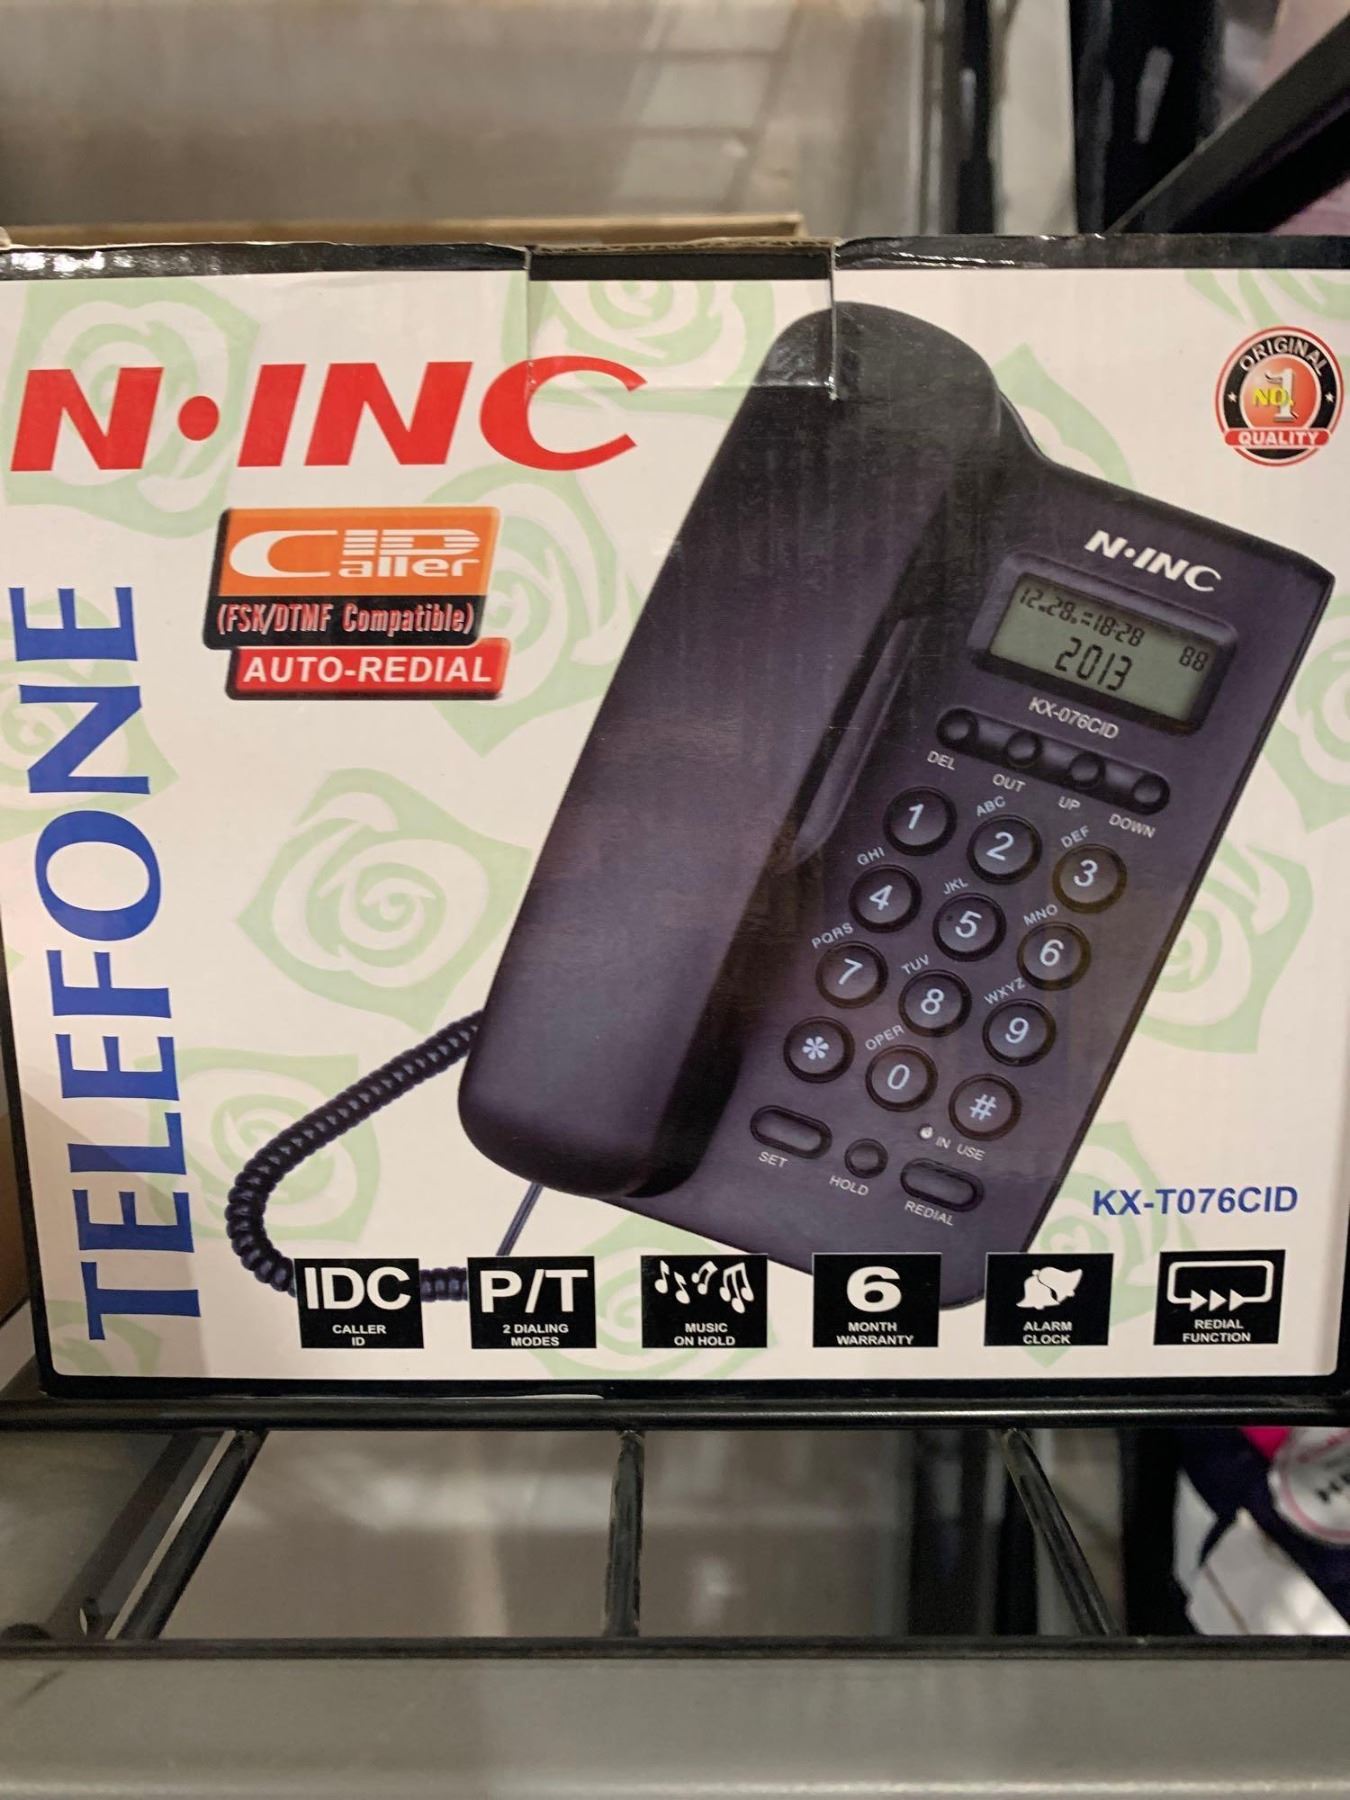 N·INC
TELEFONE
CALLER ID
(FSK/DTMF Compatible)
AUTO-REDIAL
ORIGINAL
NO.1
QUALITY
N·INC
12 28 18-28
88
2013
KX-076CID
DEL OUT UP DOWN
1 ABC 2 DEF 3
GHI 4 JKL 5 MNO 6
PQRS 7 TUV 8 WXYZ 9
* OPER 0 #
IN USE
SET HOLD REDIAL
KX-T076CID
IDC
CALLER
ID
P/T
2 DIALING
MODES
MUSIC
ON HOLD
6
MONTH
WARRANTY
ALARM
CLOCK
REDIAL
FUNCTION